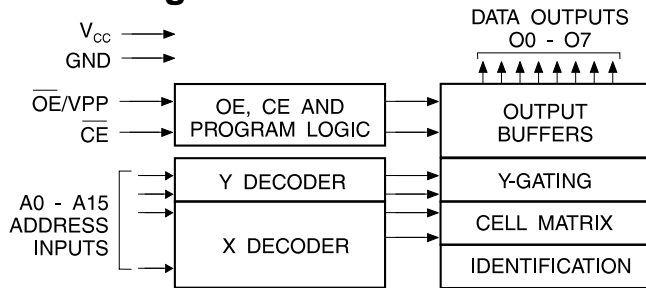 DATA OUTPUTS
O0 - O7
VCC
GND
OE/VPP
CE
OE, CE AND
PROGRAM LOGIC
OUTPUT
BUFFERS
A0 - A15
ADDRESS
INPUTS
Y DECODER
Y-GATING
X DECODER
CELL MATRIX
IDENTIFICATION